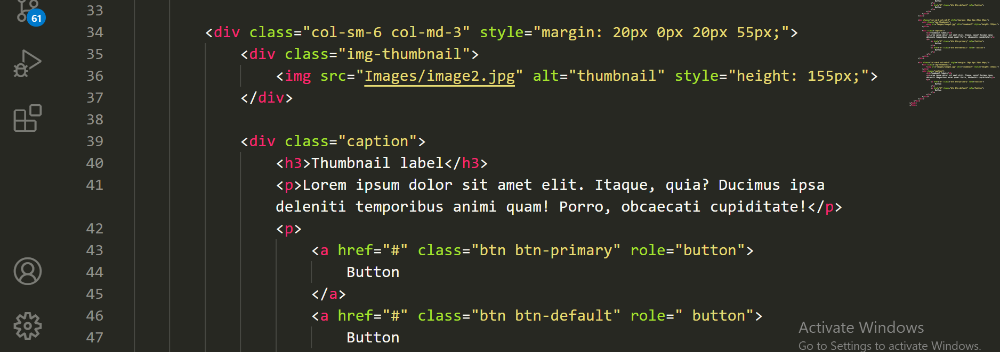 61
33
34 <div class="col-sm-6 col-md-3" style="margin: 20px 0px 20px 55px;">
35 <div class="img-thumbnail">
36 <img src="Images/image2.jpg" alt="thumbnail" style="height: 155px;">
37 </div>
38
39 <div class="caption">
40 <h3>Thumbnail label</h3>
41 <p>Lorem ipsum dolor sit amet elit. Itaque, quia? Ducimus ipsa
deleniti temporibus animi quam! Porro, obcaecati cupiditate!</p>
42 <p>
43 <a href="#" class="btn btn-primary" role="button">
44 Button
45 </a>
46 <a href="#" class="btn btn-default" role=" button">
47 Button
Activate Windows
Go to Settings to activate Windows.